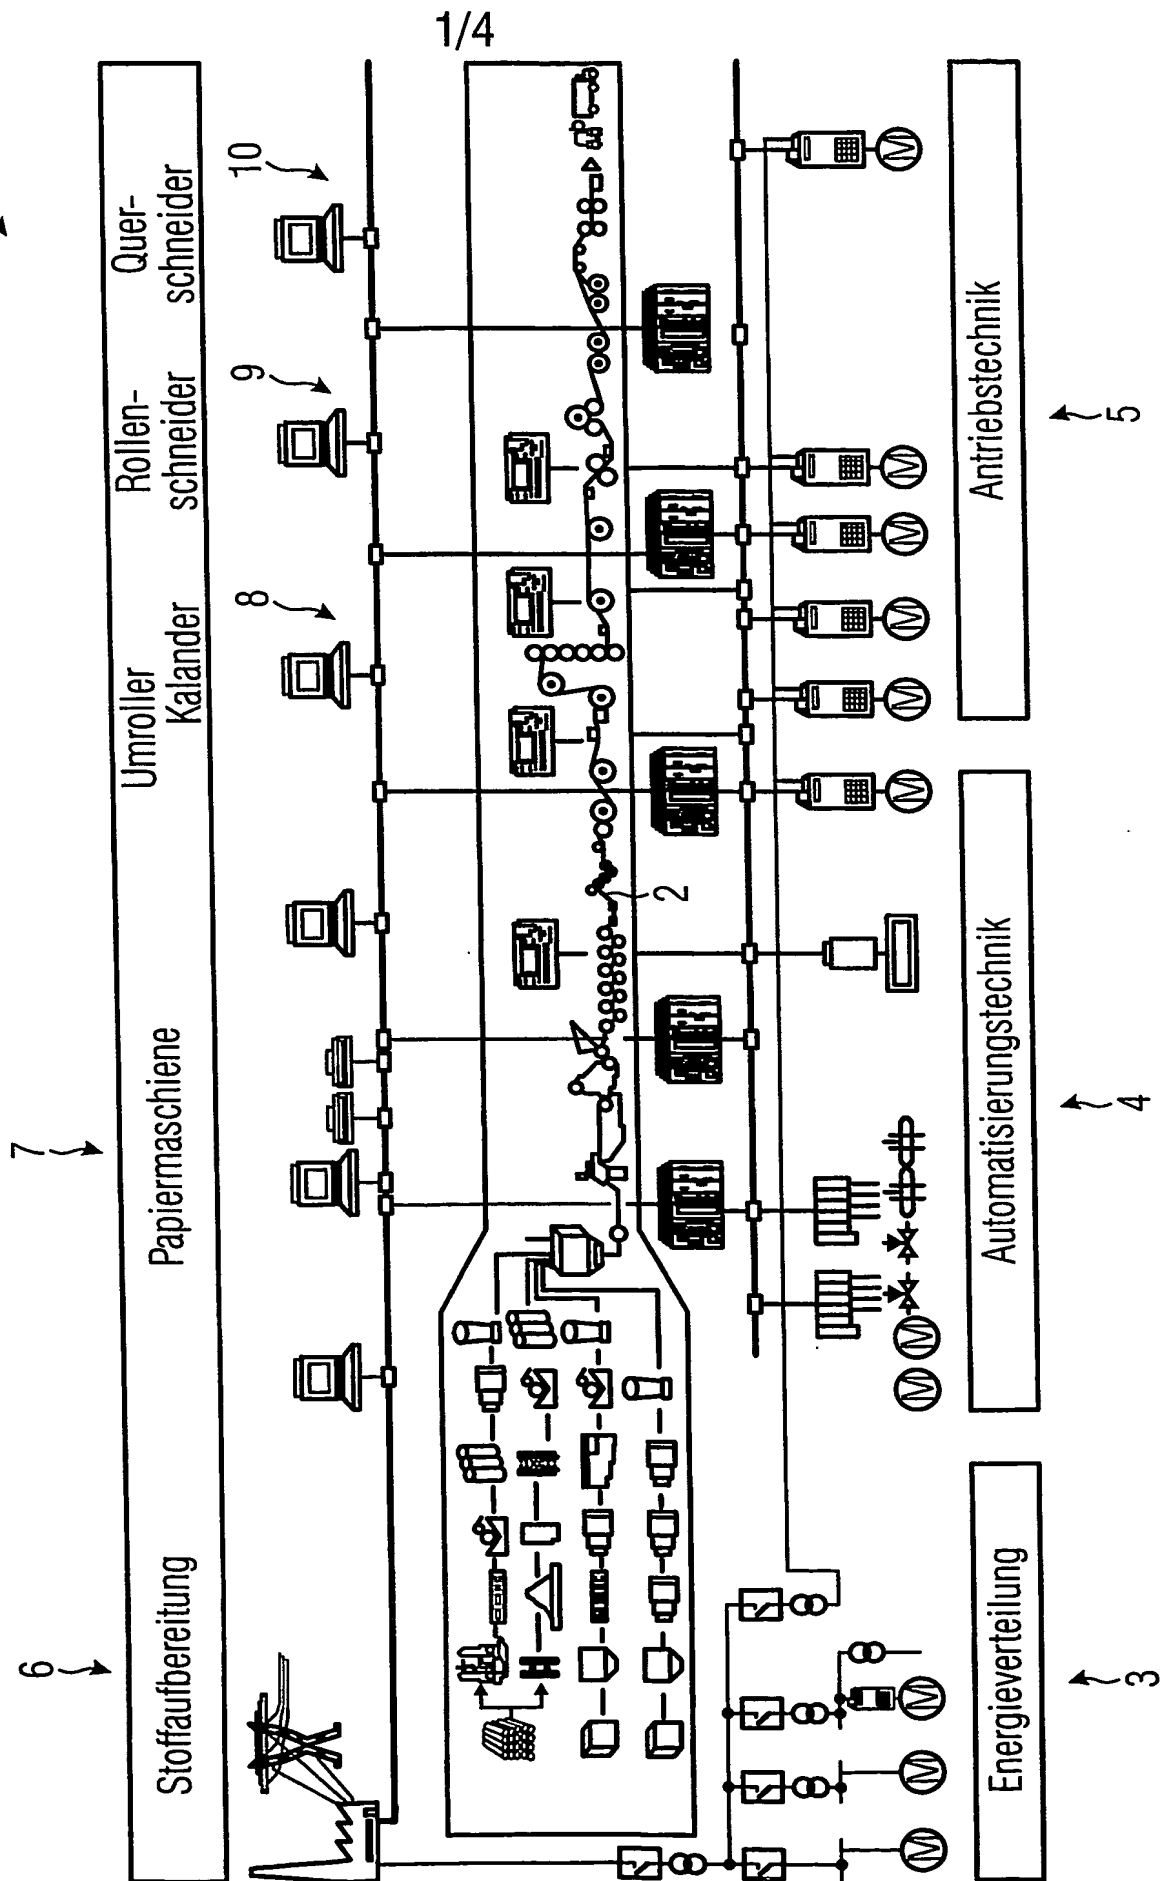 1/4
Stoffaufbereitung
Papiermaschiene
Umroller
Kalander
Rollen-
schneider
Quer-
schneider
6
7
8
9
10
2
Energieverteilung
Automatisierungstechnik
Antriebstechnik
3
4
5
M
M
M
M
M
M
M
M
M
M
M